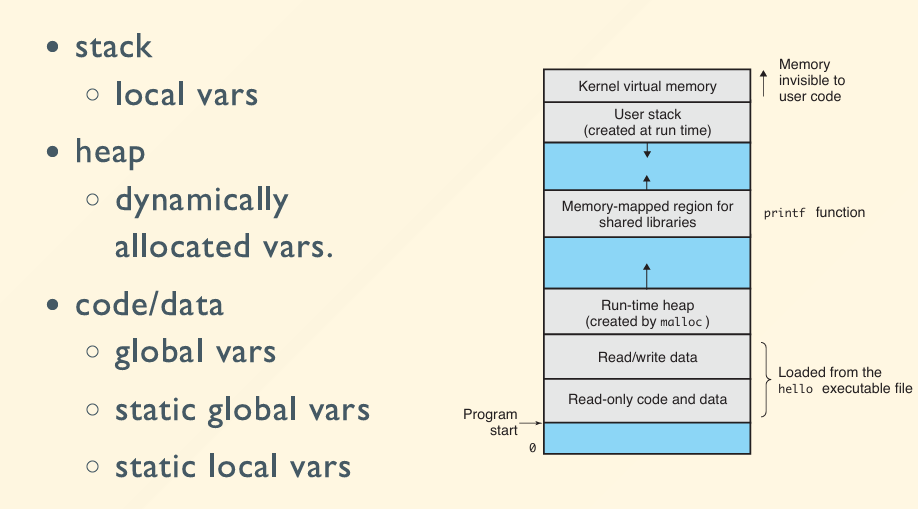 • stack
○ local vars
• heap
○ dynamically
allocated vars.
• code/data
○ global vars
○ static global vars
○ static local vars
Memory
invisible to
user code
Kernel virtual memory
User stack
(created at run time)
Memory-mapped region for
shared libraries
printf function
Run-time heap
(created by malloc)
Read/write data
Read-only code and data
Loaded from the
hello executable file
Program
start
0